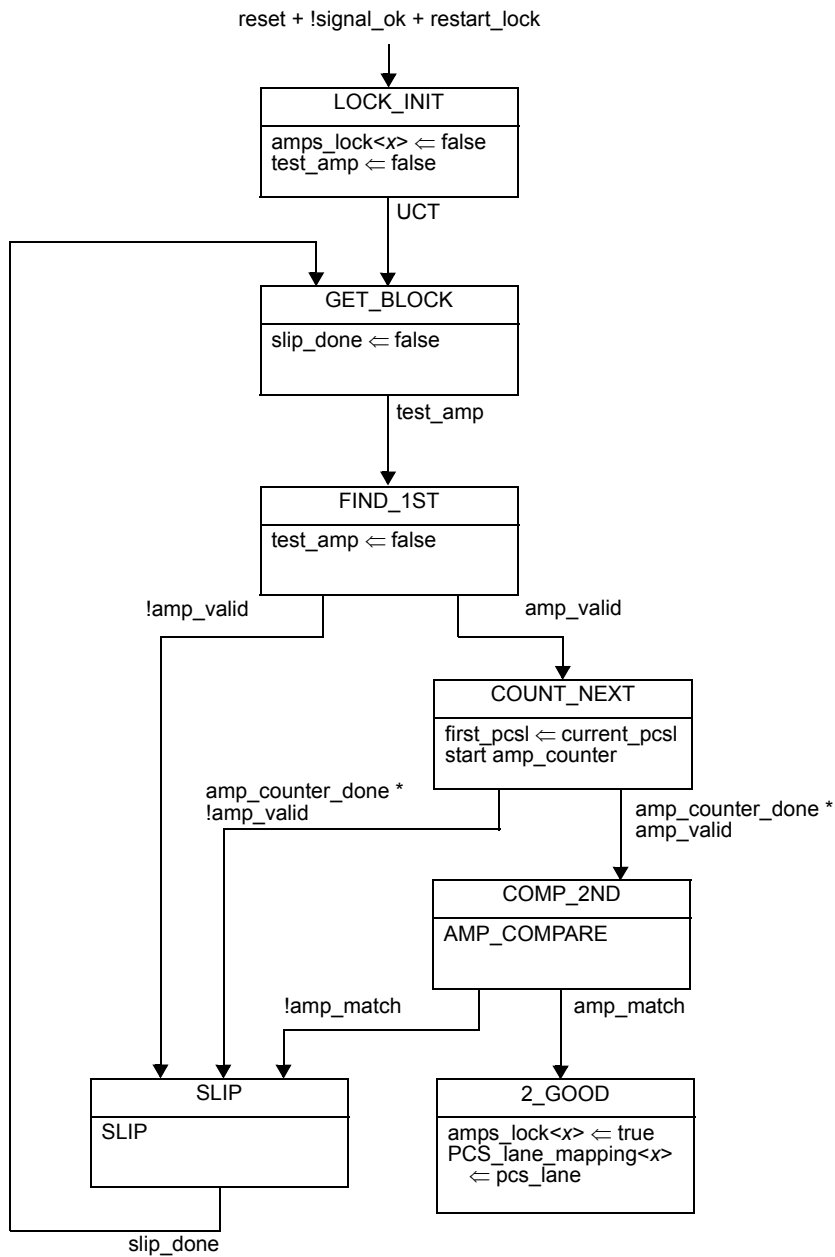 reset + !signal_ok + restart_lock
LOCK_INIT
amps_lock<x> ⇐ false
test_amp ⇐ false
UCT
GET_BLOCK
slip_done ⇐ false
test_amp
FIND_1ST
test_amp ⇐ false
!amp_valid
amp_valid
COUNT_NEXT
first_pcsl ⇐ current_pcsl
start amp_counter
amp_counter_done *
!amp_valid
amp_counter_done *
amp_valid
COMP_2ND
AMP_COMPARE
!amp_match
amp_match
SLIP
SLIP
2_GOOD
amps_lock<x> ⇐ true
PCS_lane_mapping<x>
⇐ pcs_lane
slip_done